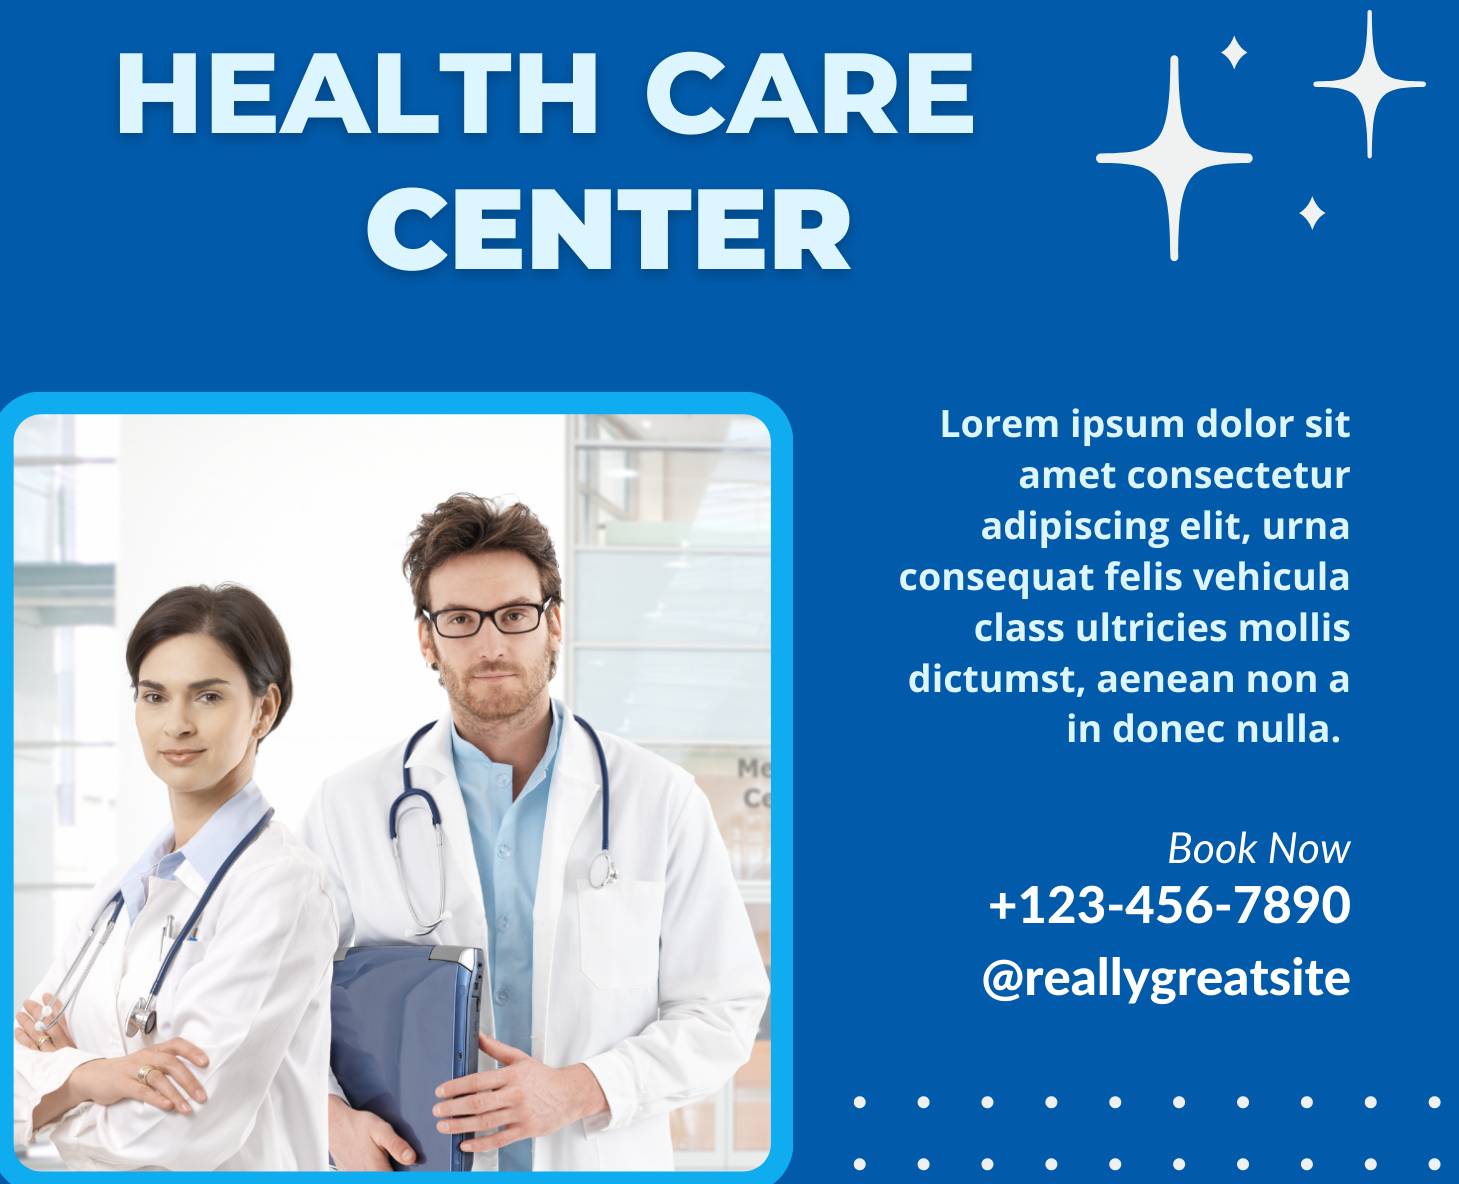 HEALTH CARE
CENTER
Lorem ipsum dolor sit
amet consectetur
adipiscing elit, urna
consequat felis vehicula
class ultricies mollis
dictumst, aenean non a
in donec nulla.
Book Now
+123-456-7890
@reallygreatsite